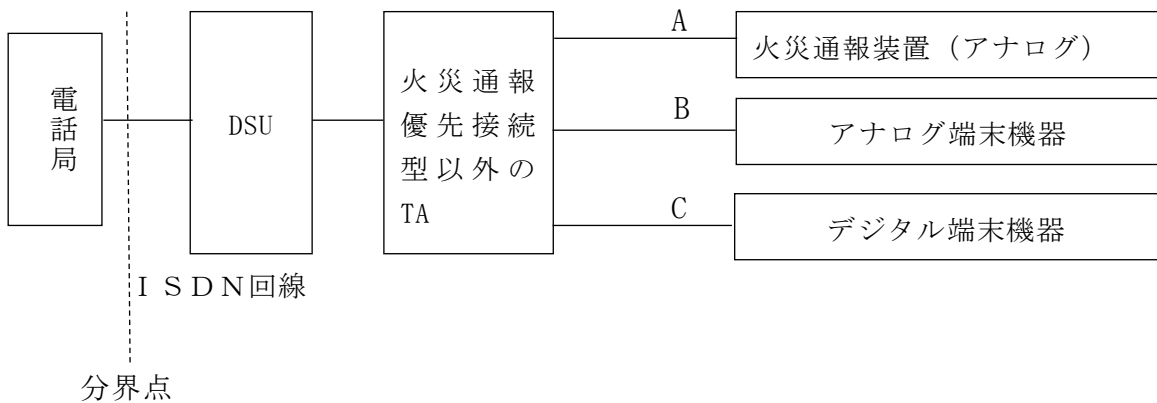 電話局
DSU
火災通報
優先接続
型以外の
TA
A
火災通報装置（アナログ）
B
アナログ端末機器
C
デジタル端末機器
ＩＳＤＮ回線
分界点